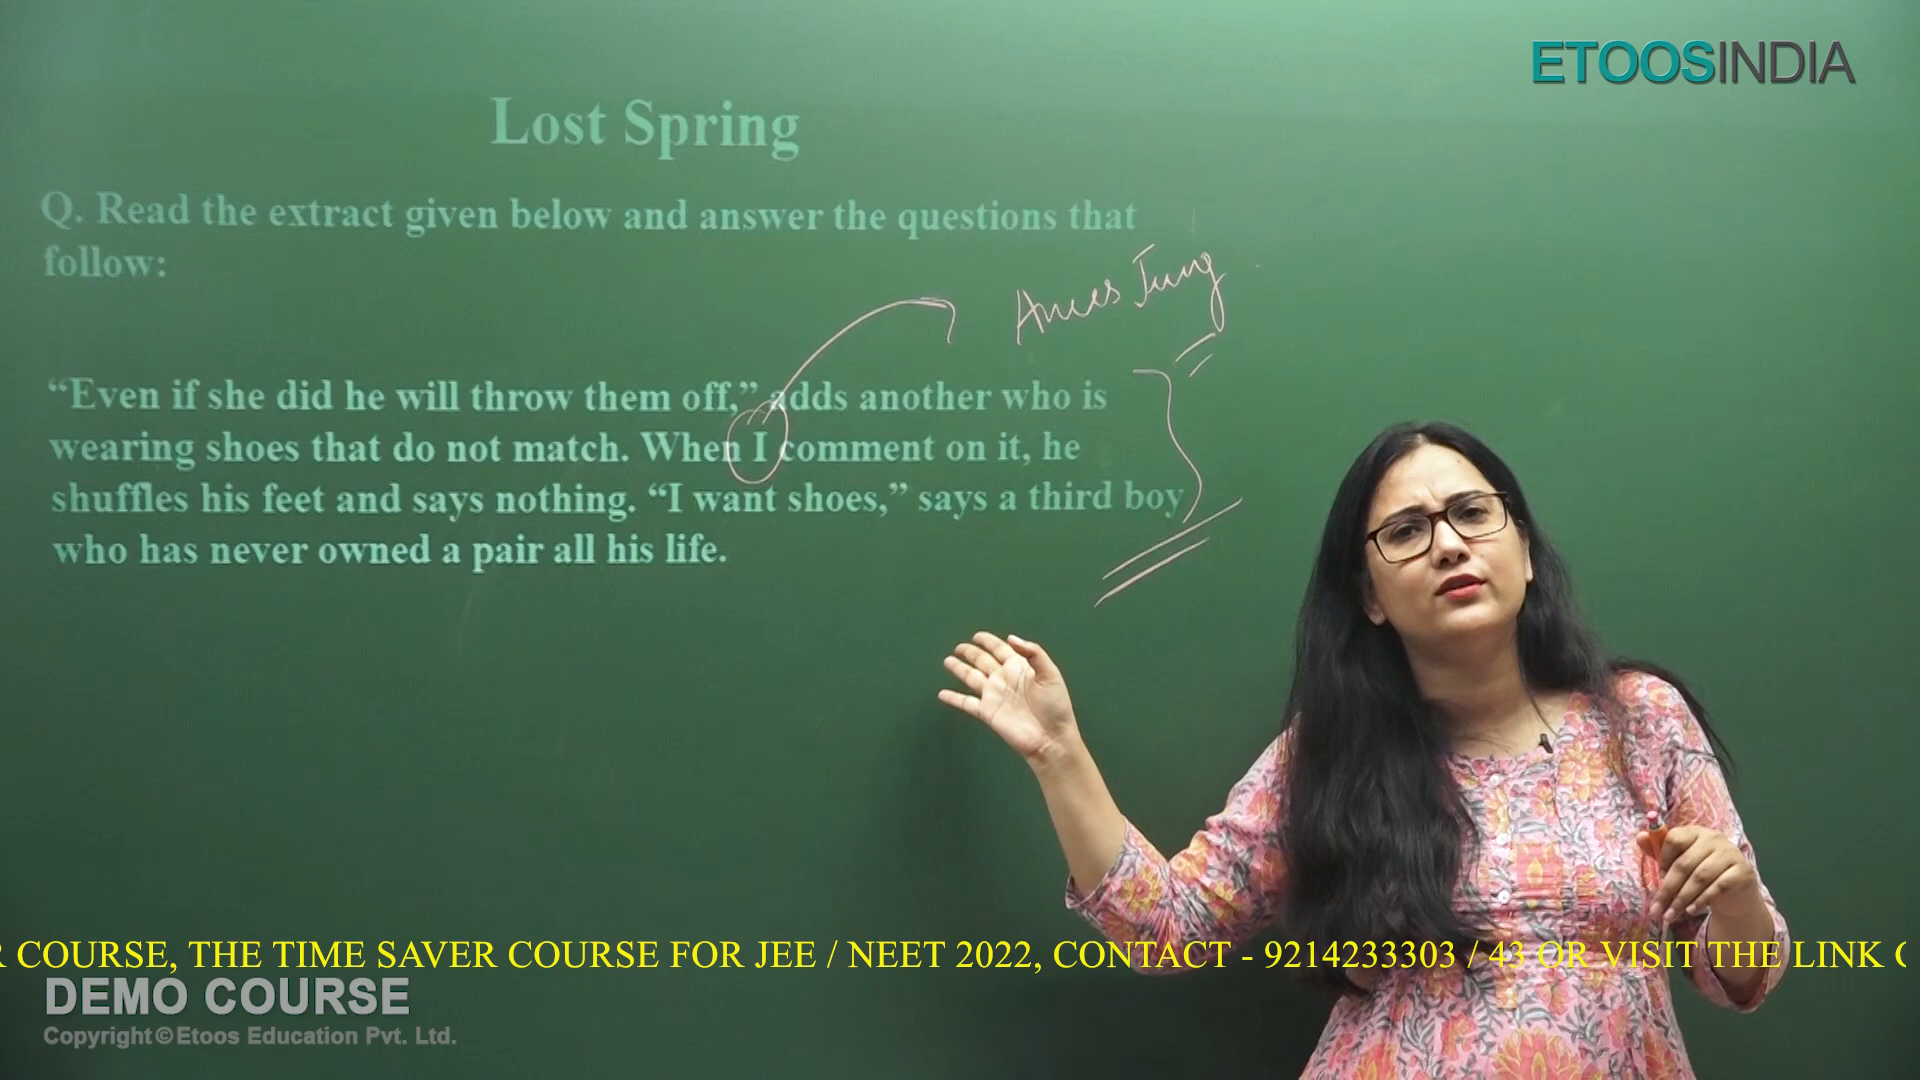 ETOOSINDIA
Lost Spring
Q. Read the extract given below and answer the questions that
follow:
Anees Jung
“Even if she did he will throw them off,” adds another who is
wearing shoes that do not match. When I comment on it, he
shuffles his feet and says nothing. “I want shoes,” says a third boy
who has never owned a pair all his life.
COURSE, THE TIME SAVER COURSE FOR JEE / NEET 2022, CONTACT - 9214233303 / 43 OR VISIT THE LINK
DEMO COURSE
Copyright © Etoos Education Pvt. Ltd.